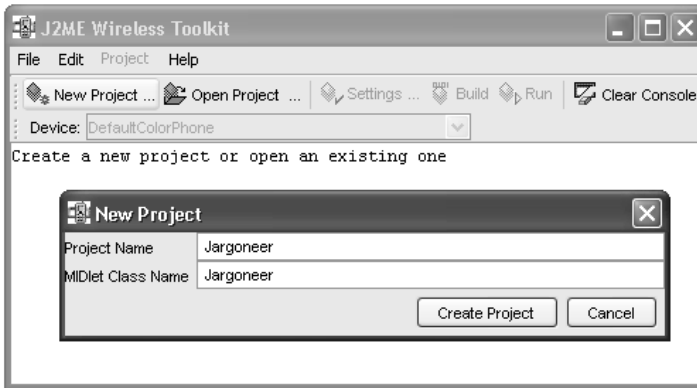 J2ME Wireless Toolkit
File Edit Project Help
New Project ... Open Project ... Settings ... Build Run Clear Console
Device: DefaultColorPhone
Create a new project or open an existing one
New Project
Project Name Jargoneer
MIDlet Class Name Jargoneer
Create Project Cancel